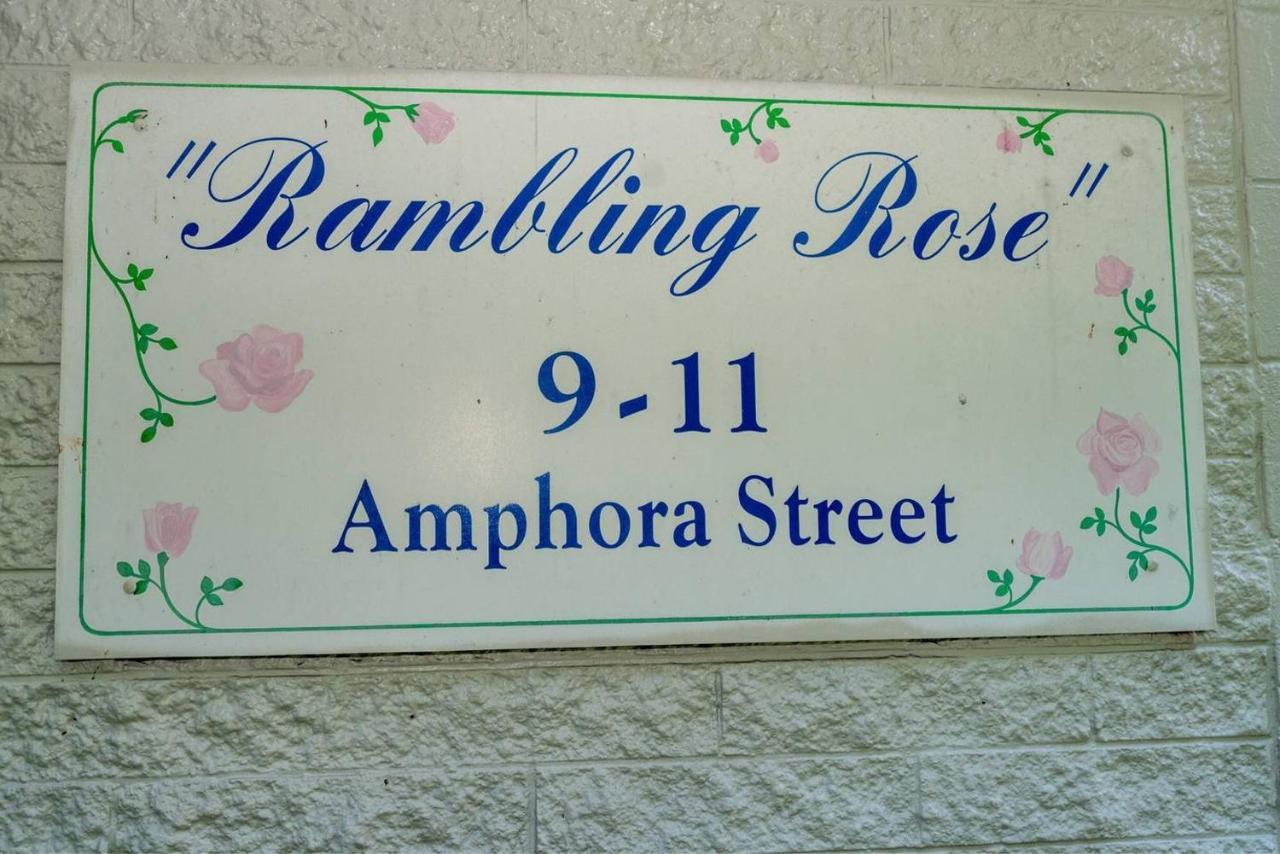 "Rambling Rose"
9-11
Amphora Street